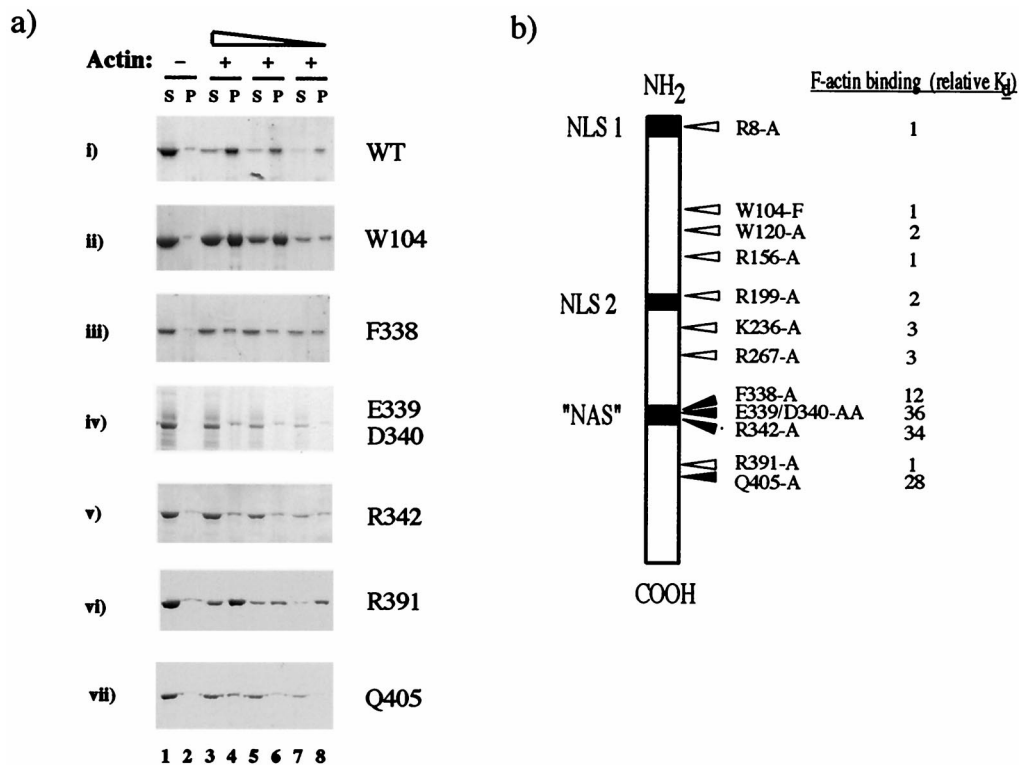 a)
Actin: – + + +
S P S P S P S P
i) WT
ii) W104
iii) F338
iv) E339
D340
v) R342
vi) R391
vii) Q405
1 2 3 4 5 6 7 8
b)
F-actin binding (relative Kd)
NH2
NLS 1
R8-A 1
W104-F 1
W120-A 2
R156-A 1
NLS 2
R199-A 2
K236-A 3
R267-A 3
"NAS"
F338-A 12
E339/D340-AA 36
R342-A 34
R391-A 1
Q405-A 28
COOH